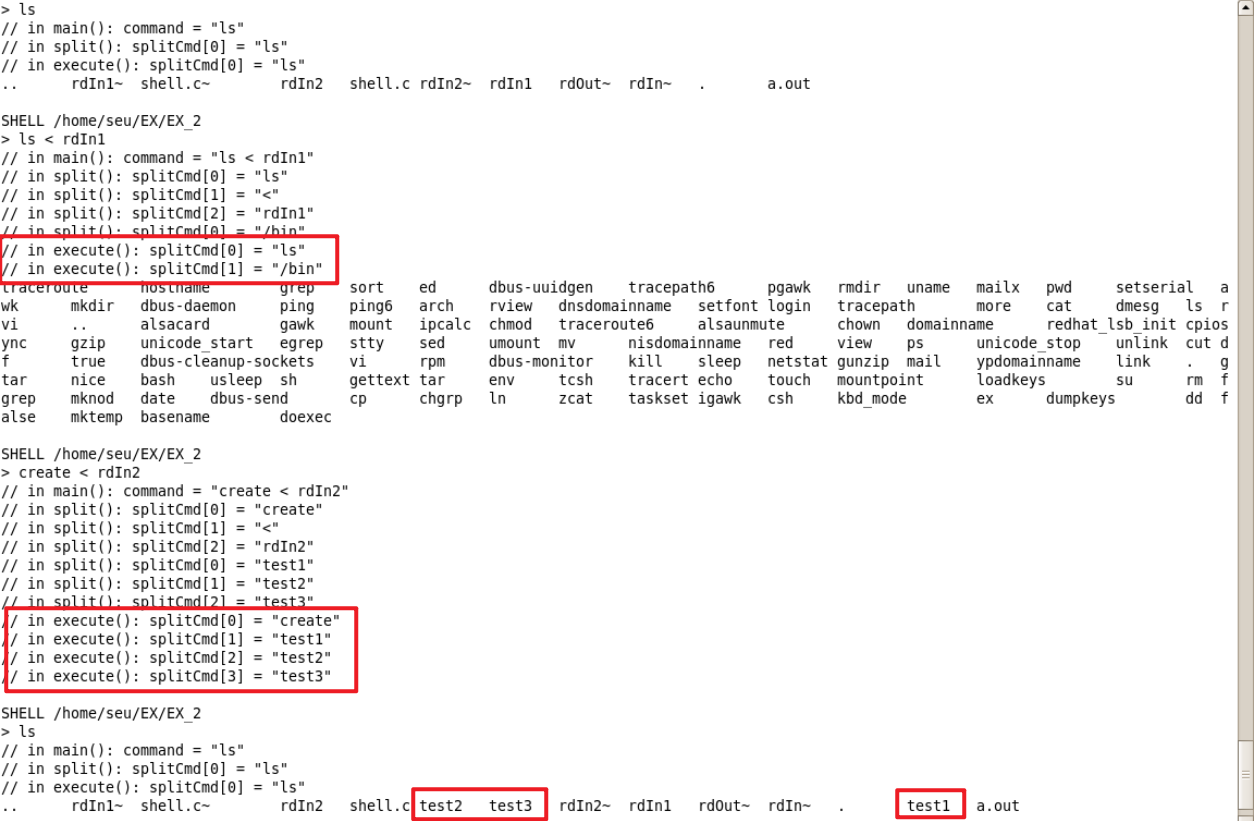 > ls
// in main(): command = "ls"
// in split(): splitCmd[0] = "ls"
// in execute(): splitCmd[0] = "ls"
.. rdIn1~ shell.c~ rdIn2 shell.c rdIn2~ rdIn1 rdOut~ rdIn~ . a.out
SHELL /home/seu/EX/EX_2
> ls < rdIn1
// in main(): command = "ls < rdIn1"
// in split(): splitCmd[0] = "ls"
// in split(): splitCmd[1] = "<"
// in split(): splitCmd[2] = "rdIn1"
// in split(): splitCmd[0] = "/bin"
// in execute(): splitCmd[0] = "ls"
// in execute(): splitCmd[1] = "/bin"
traceroute hostname grep sort ed dbus-uuidgen tracepath6 pgawk rmdir uname mailx pwd setserial a
wk mkdir dbus-daemon ping ping6 arch rview dnsdomainname setfont login tracepath more cat dmesg ls r
vi .. alsacard gawk mount ipcalc chmod traceroute6 alsaunmute chown domainname redhat_lsb_init cpios
ync gzip unicode_start egrep stty sed umount mv nisdomainname red view ps unicode_stop unlink cut d
f true dbus-cleanup-sockets vi rpm dbus-monitor kill sleep netstat gunzip mail ypdomainname link . g
tar nice bash usleep sh gettext tar env tcsh tracert echo touch mountpoint loadkeys su rm f
grep mknod date dbus-send cp chgrp ln zcat taskset igawk csh kbd_mode ex dumpkeys dd f
alse mktemp basename doexec
SHELL /home/seu/EX/EX_2
> create < rdIn2
// in main(): command = "create < rdIn2"
// in split(): splitCmd[0] = "create"
// in split(): splitCmd[1] = "<"
// in split(): splitCmd[2] = "rdIn2"
// in split(): splitCmd[0] = "test1"
// in split(): splitCmd[1] = "test2"
// in split(): splitCmd[2] = "test3"
// in execute(): splitCmd[0] = "create"
// in execute(): splitCmd[1] = "test1"
// in execute(): splitCmd[2] = "test2"
// in execute(): splitCmd[3] = "test3"
SHELL /home/seu/EX/EX_2
> ls
// in main(): command = "ls"
// in split(): splitCmd[0] = "ls"
// in execute(): splitCmd[0] = "ls"
.. rdIn1~ shell.c~ rdIn2 shell.c test2 test3 rdIn2~ rdIn1 rdOut~ rdIn~ . test1 a.out